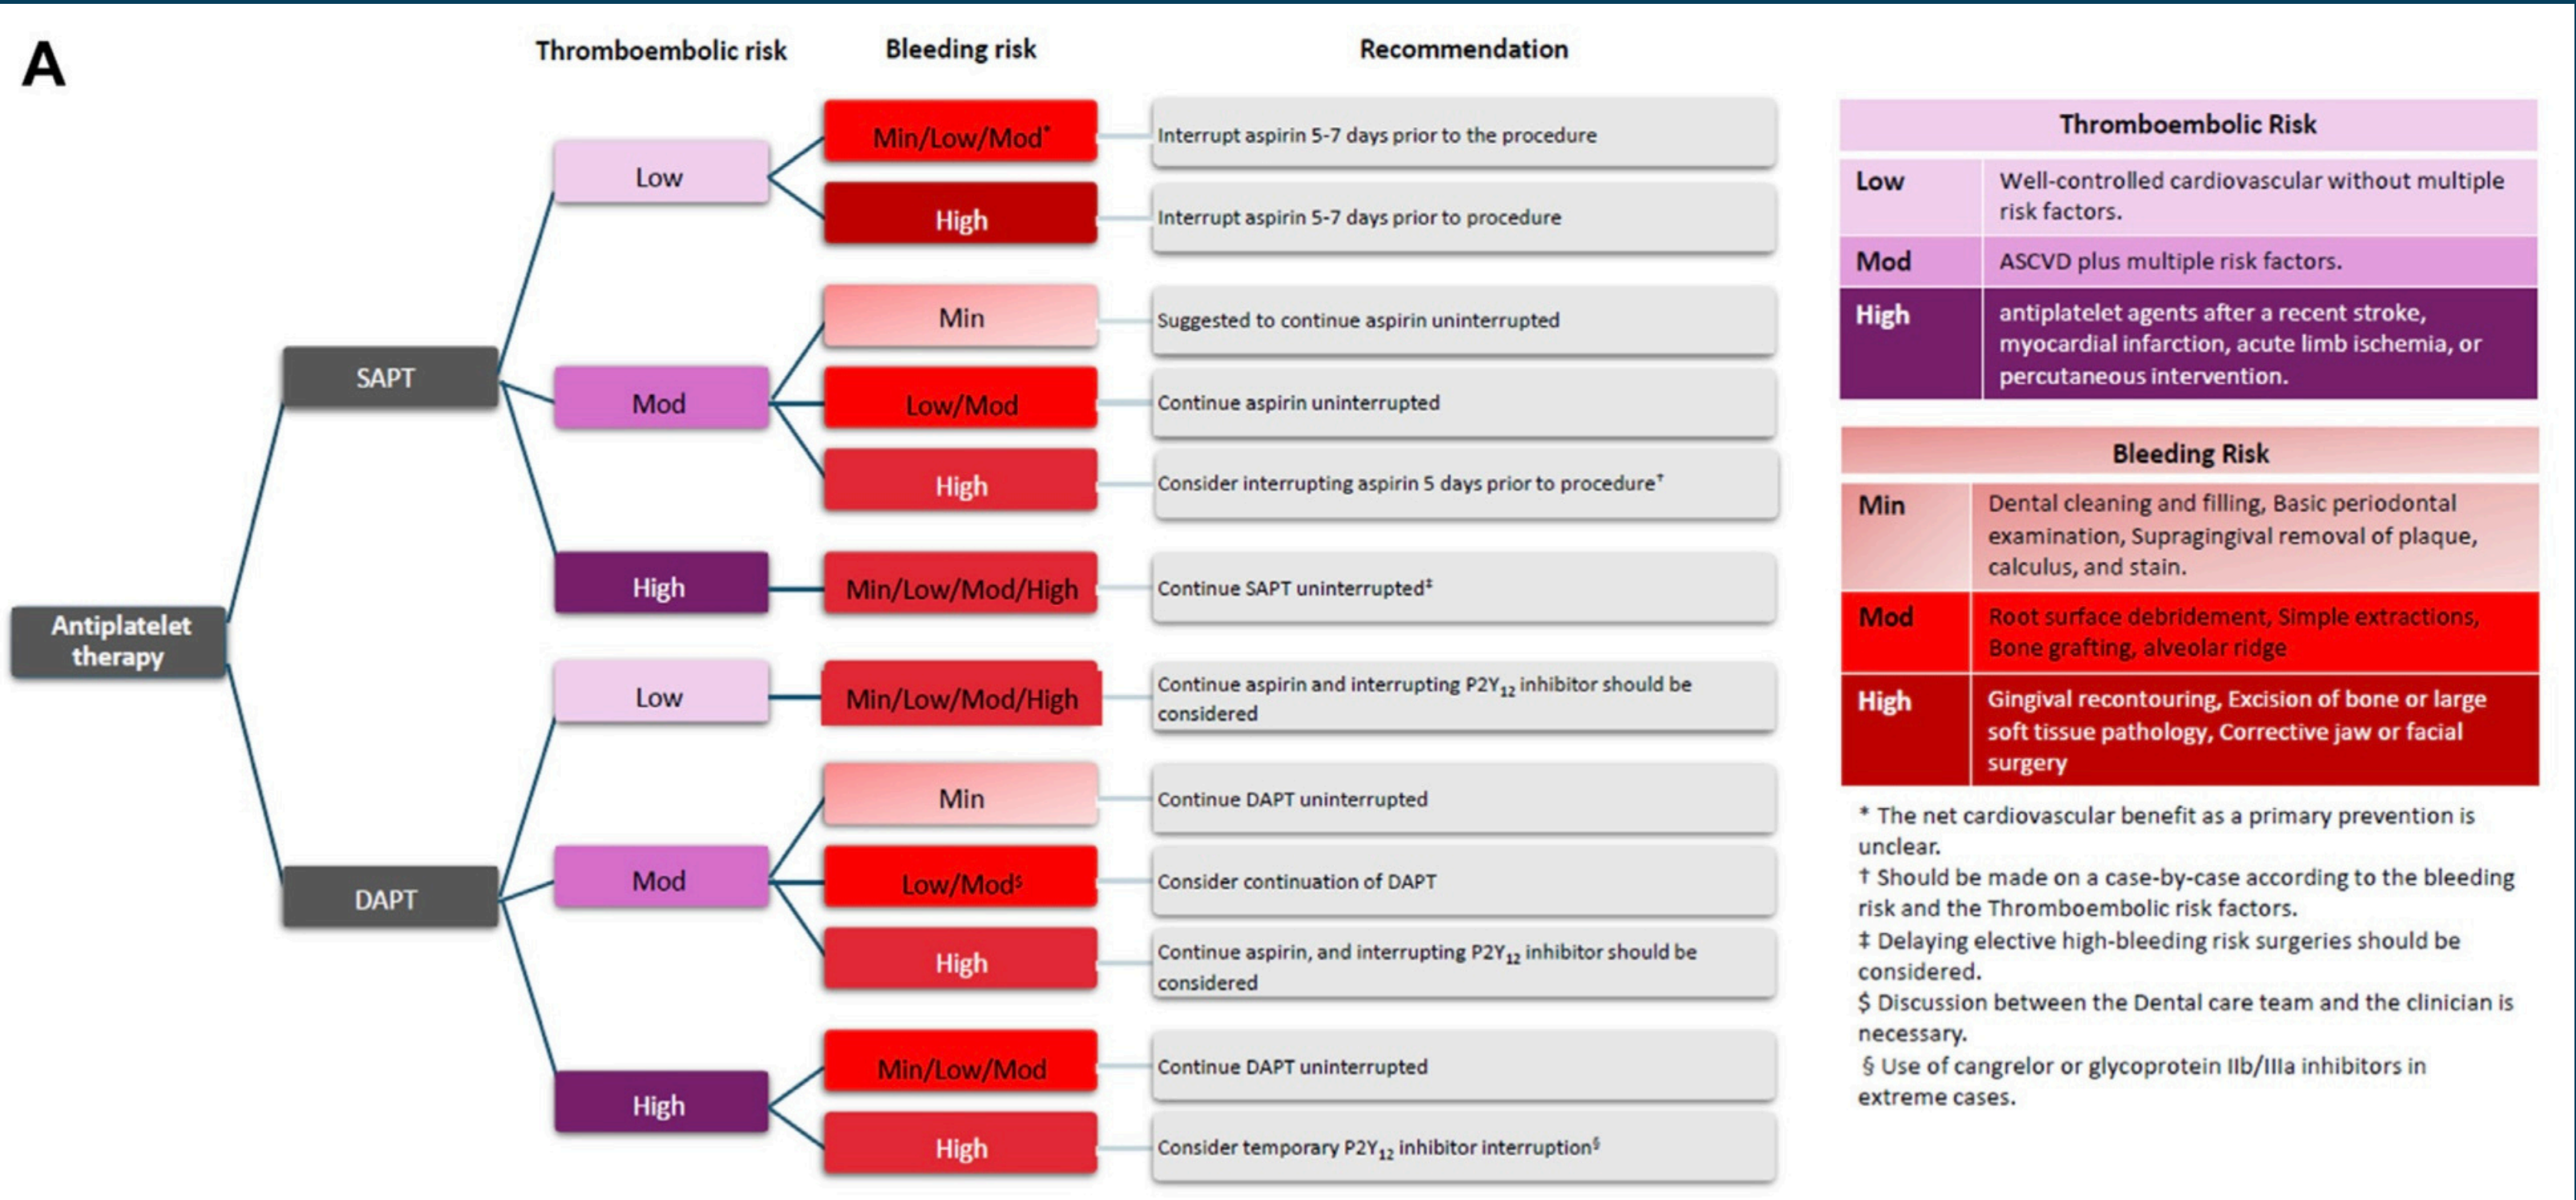 A
Thromboembolic risk
Bleeding risk
Recommendation
Antiplatelet
therapy
SAPT
Low
Min/Low/Mod*
Interrupt aspirin 5-7 days prior to the procedure
High
Interrupt aspirin 5-7 days prior to procedure
Mod
Min
Suggested to continue aspirin uninterrupted
Low/Mod
Continue aspirin uninterrupted
High
Consider interrupting aspirin 5 days prior to procedure†
High
Min/Low/Mod/High
Continue SAPT uninterrupted‡
DAPT
Low
Min/Low/Mod/High
Continue aspirin and interrupting P2Y₁₂ inhibitor should be
considered
Mod
Min
Continue DAPT uninterrupted
Low/Mod$
Consider continuation of DAPT
High
Continue aspirin, and interrupting P2Y₁₂ inhibitor should be
considered
High
Min/Low/Mod
Continue DAPT uninterrupted
High
Consider temporary P2Y₁₂ inhibitor interruption§
Thromboembolic Risk
Low
Well-controlled cardiovascular without multiple
risk factors.
Mod
ASCVD plus multiple risk factors.
High
antiplatelet agents after a recent stroke,
myocardial infarction, acute limb ischemia, or
percutaneous intervention.
Bleeding Risk
Min
Dental cleaning and filling, Basic periodontal
examination, Supragingival removal of plaque,
calculus, and stain.
Mod
Root surface debridement, Simple extractions,
Bone grafting, alveolar ridge
High
Gingival recontouring, Excision of bone or large
soft tissue pathology, Corrective jaw or facial
surgery
* The net cardiovascular benefit as a primary prevention is
unclear.
† Should be made on a case-by-case according to the bleeding
risk and the Thromboembolic risk factors.
‡ Delaying elective high-bleeding risk surgeries should be
considered.
$ Discussion between the Dental care team and the clinician is
necessary.
§ Use of cangrelor or glycoprotein IIb/IIIa inhibitors in
extreme cases.